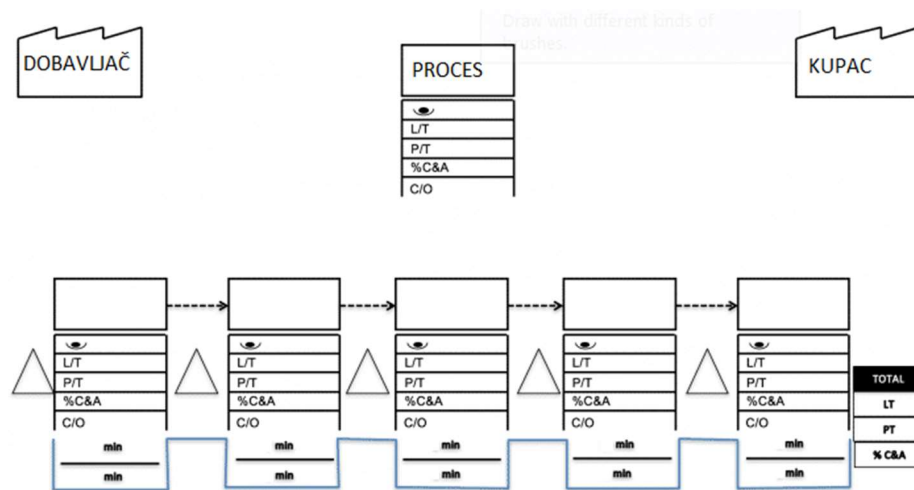 Draw with different kinds of
brushes.
DOBAVLJAČ
PROCES
KUPAC
L/T
P/T
%C&A
C/O
L/T
P/T
%C&A
C/O
min
min
L/T
P/T
%C&A
C/O
min
min
L/T
P/T
%C&A
C/O
min
min
L/T
P/T
%C&A
C/O
min
min
L/T
P/T
%C&A
C/O
min
min
TOTAL
LT
PT
% C&A